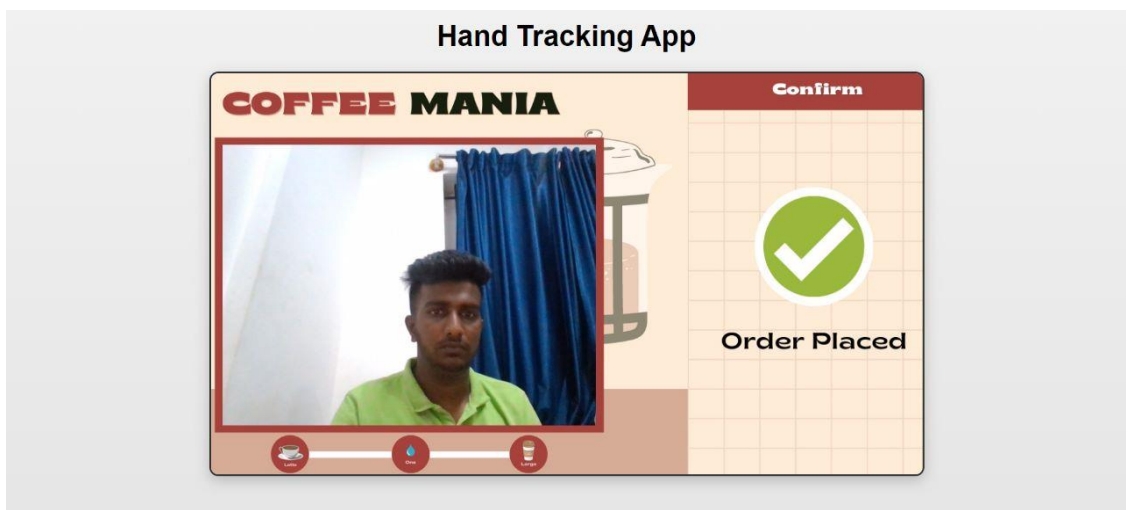 Hand Tracking App
COFFEE MANIA
Confirm
Order Placed
Latte
One
Large